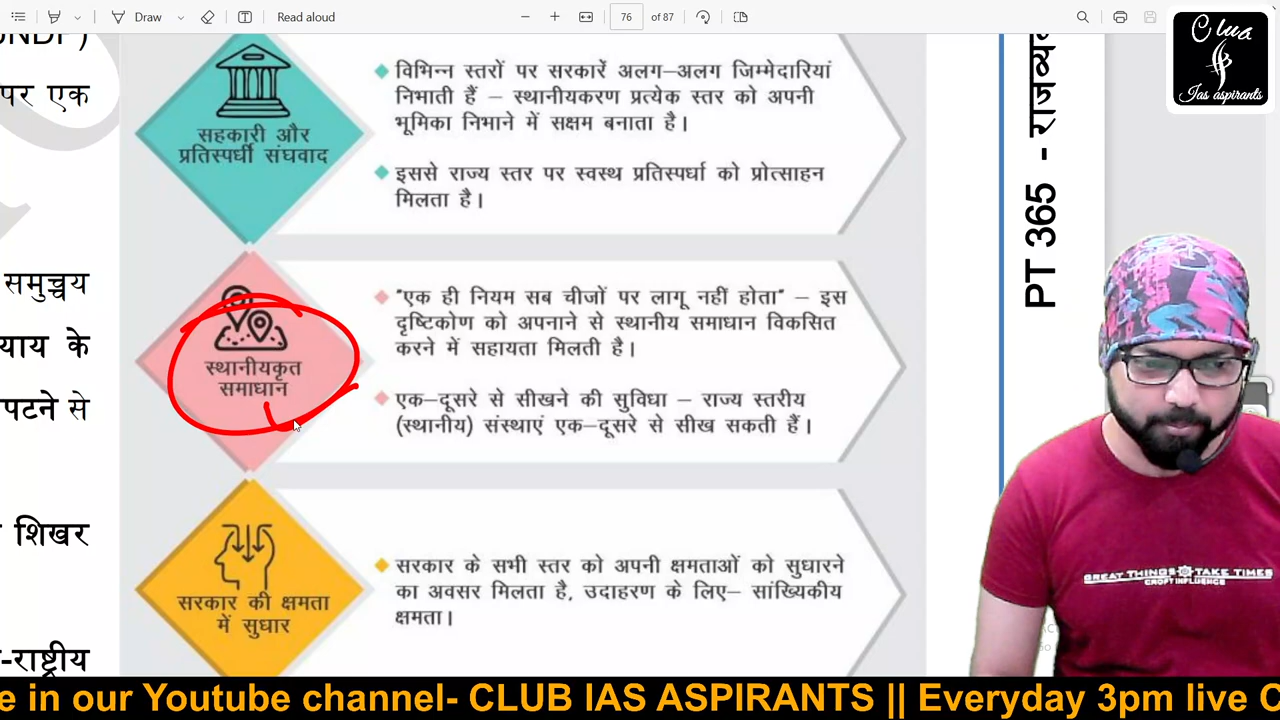 Draw
Read aloud
76
of 87
पर एक
समुच्चय
के
से
शिखर
सहकारी और
प्रतिस्पर्धी संघवाद
विभिन्न स्तरों पर सरकारें अलग–अलग जिम्मेदारियां
निभाती हैं – स्थानीयकरण प्रत्येक स्तर को अपनी
भूमिका निभाने में सक्षम बनाता है।
इससे राज्य स्तर पर स्वस्थ प्रतिस्पर्धा को प्रोत्साहन
मिलता है।
स्थानीयकृत
समाधान
"एक ही नियम सब चीजों पर लागू नहीं होता" – इस
दृष्टिकोण को अपनाने से स्थानीय समाधान विकसित
करने में सहायता मिलती है।
एक–दूसरे से सीखने की सुविधा – राज्य स्तरीय
(स्थानीय) संस्थाएं एक–दूसरे से सीख सकती हैं।
सरकार की क्षमता
में सुधार
सरकार के सभी स्तर को अपनी क्षमताओं को सुधारने
का अवसर मिलता है, उदाहरण के लिए– सांख्यिकीय
क्षमता।
PT 365 -
Club
Ias aspirants
GREAT THINGS TAKE TIMES
e in our Youtube channel- CLUB IAS ASPIRANTS || Everyday 3pm live